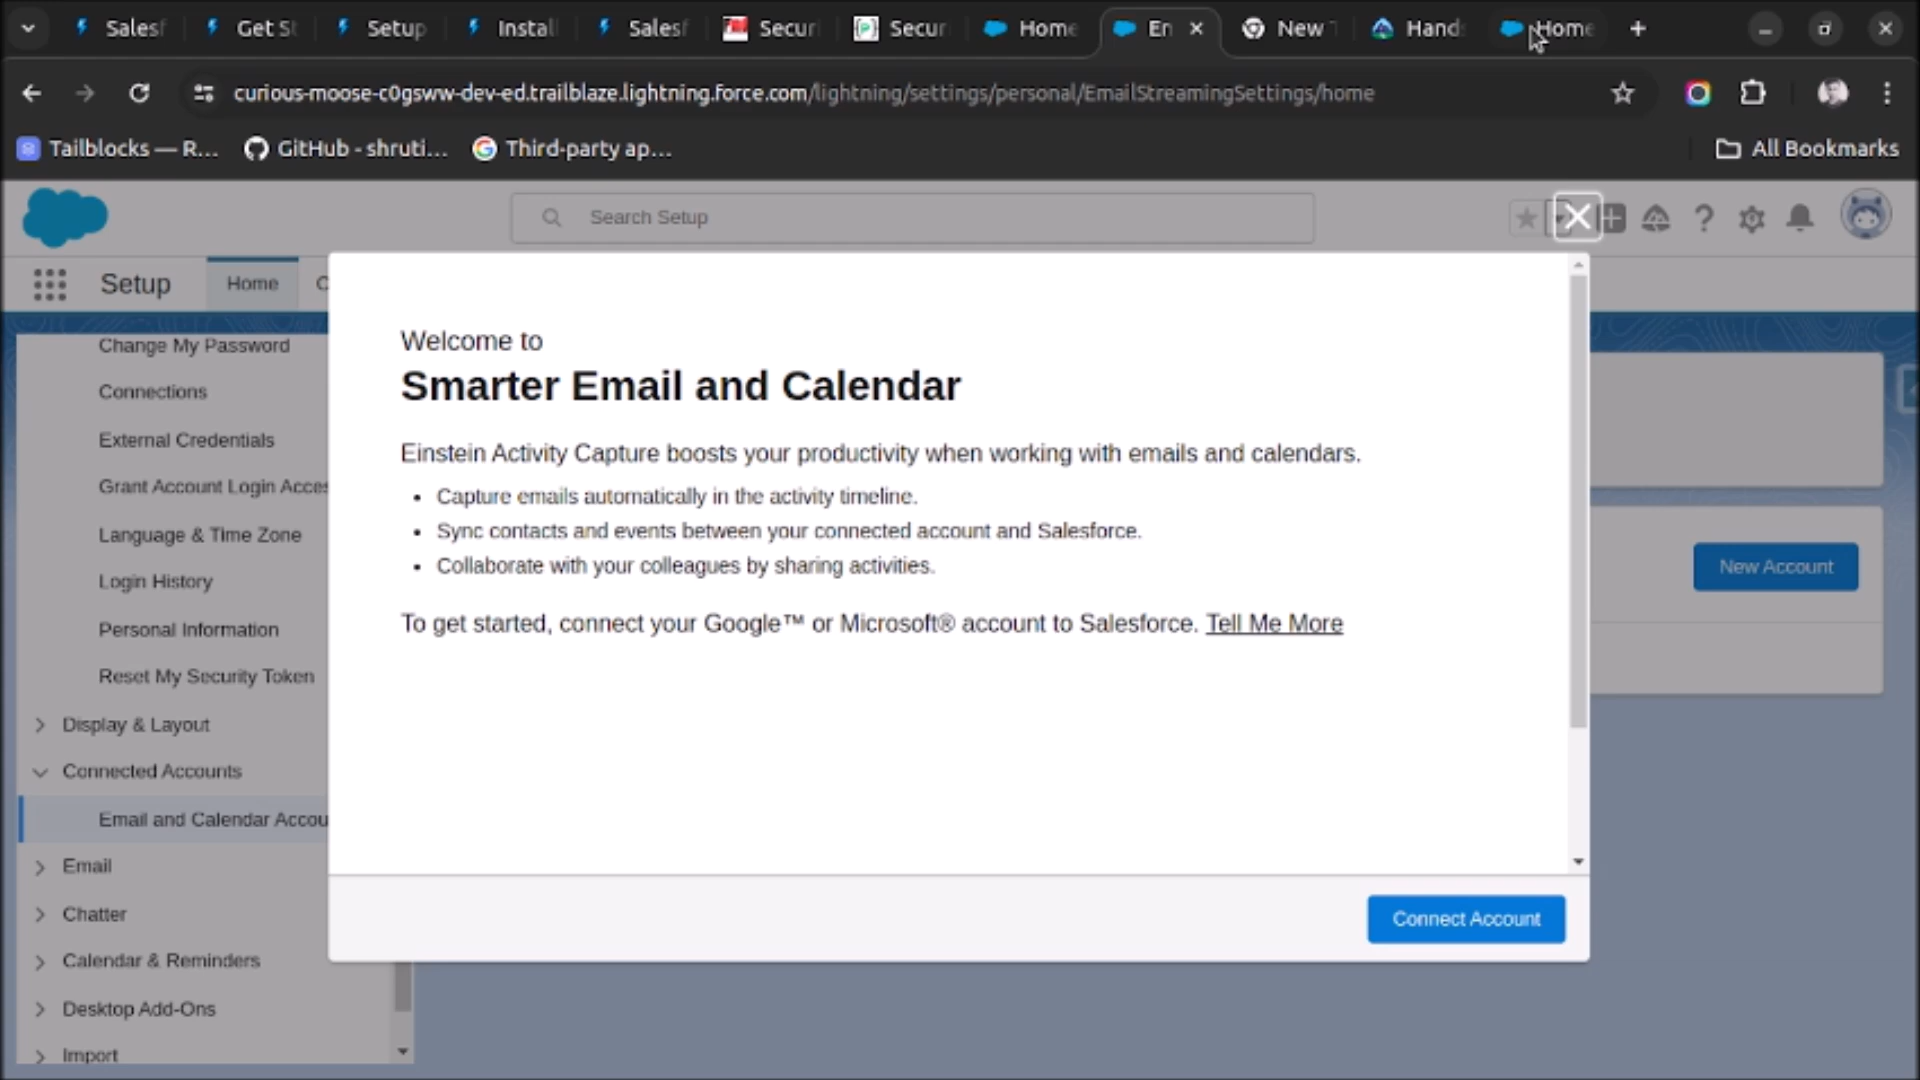 Salesf
Get St
Setup
Install
Salesf
Secur
Secur
Home
En
New T
Hand
Home
curious-moose-c0gsww-dev-ed.trailblaze.lightning.force.com/lightning/settings/personal/EmailStreamingSettings/home
Tailblocks — R...
GitHub - shruti...
Third-party ap...
All Bookmarks
Search Setup
Setup
Home
Change My Password
Connections
External Credentials
Grant Account Login Acces
Language & Time Zone
Login History
Personal Information
Reset My Security Token
Display & Layout
Connected Accounts
Email and Calendar Accou
Email
Chatter
Calendar & Reminders
Desktop Add-Ons
Import
Welcome to
Smarter Email and Calendar
Einstein Activity Capture boosts your productivity when working with emails and calendars.
• Capture emails automatically in the activity timeline.
• Sync contacts and events between your connected account and Salesforce.
• Collaborate with your colleagues by sharing activities.
To get started, connect your Google™ or Microsoft® account to Salesforce. Tell Me More
Connect Account
New Account